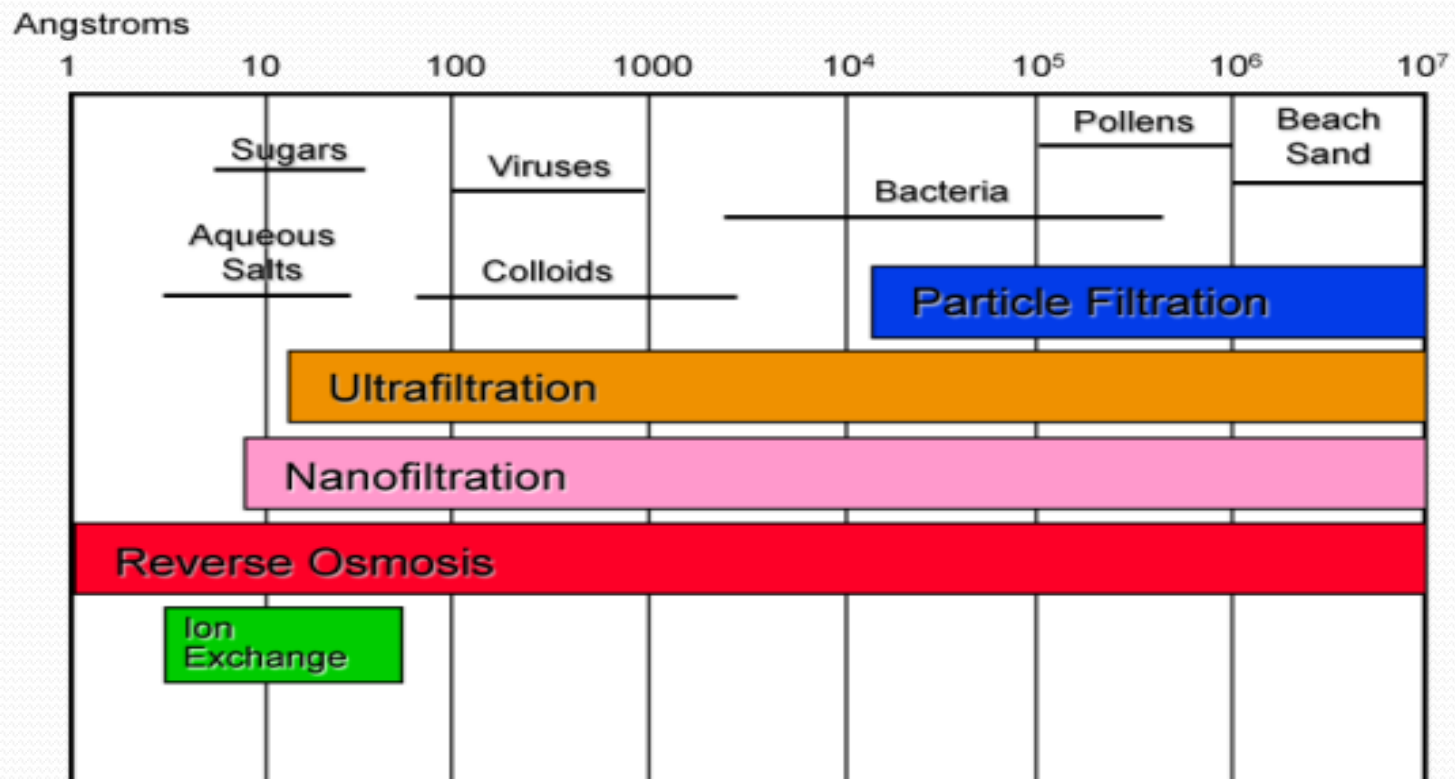 Angstroms
1 10 100 1000 10⁴ 10⁵ 10⁶ 10⁷
Sugars
Viruses
Pollens
Beach
Sand
Bacteria
Aqueous
Salts
Colloids
Particle Filtration
Ultrafiltration
Nanofiltration
Reverse Osmosis
Ion
Exchange